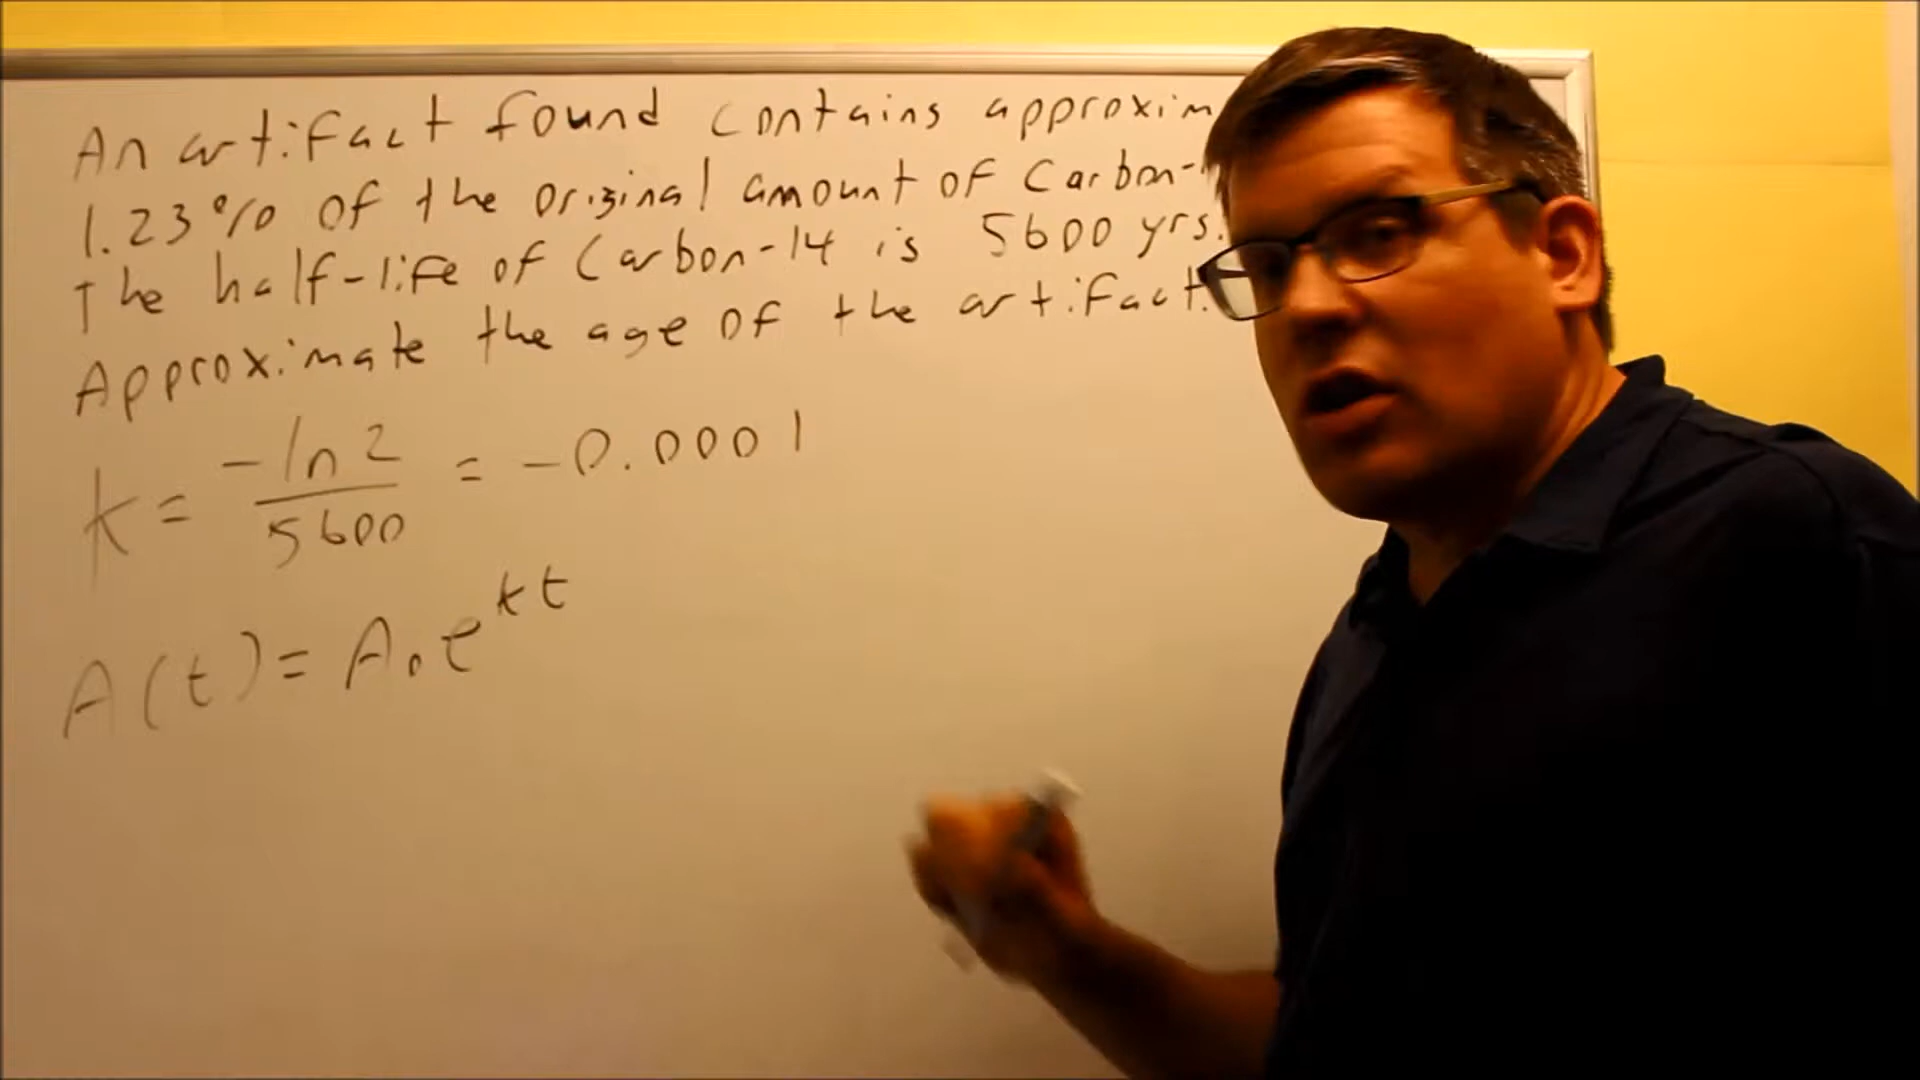 An artifact found contains approxim
1.23% of the original amount of Carbon-
The half-life of Carbon-14 is 5600 yrs.
Approximate the age of the artifact.
k = -ln 2 / 5600 = -0.0001
A(t) = A₀e^kt